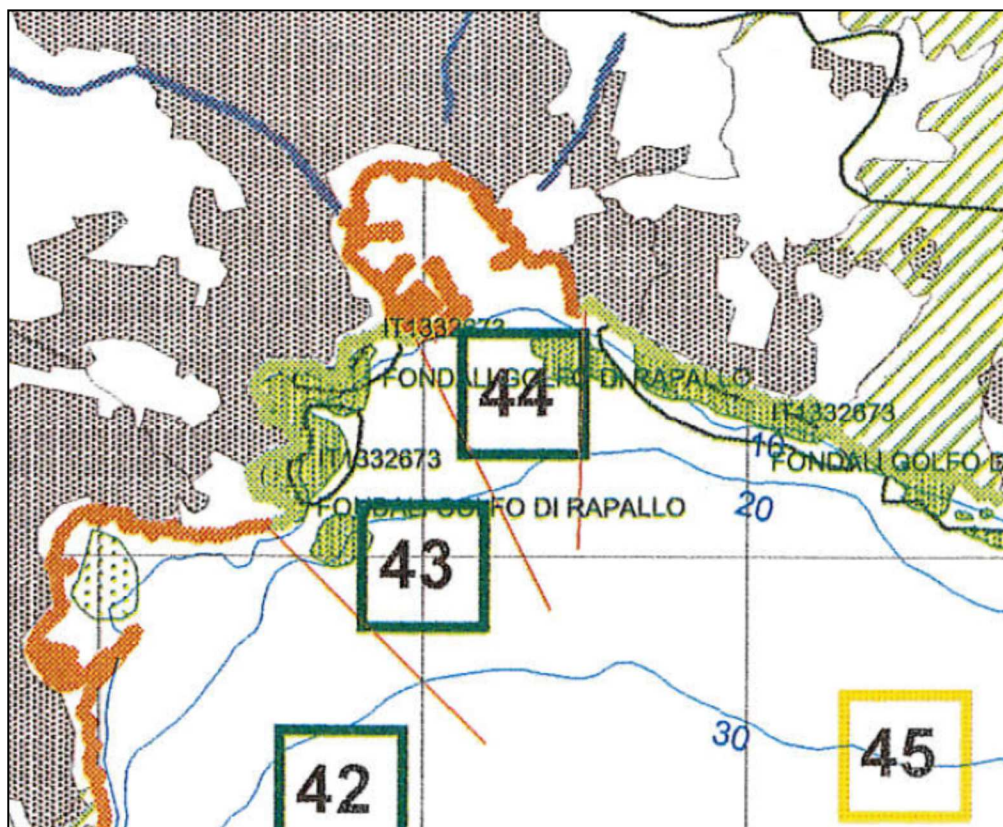 IT1332673
FONDALI GOLFO DI RAPALLO
44
IT1332673
10
IT1332673
FONDALI GOLFO D
FONDALI GOLFO DI RAPALLO
20
43
30
45
42